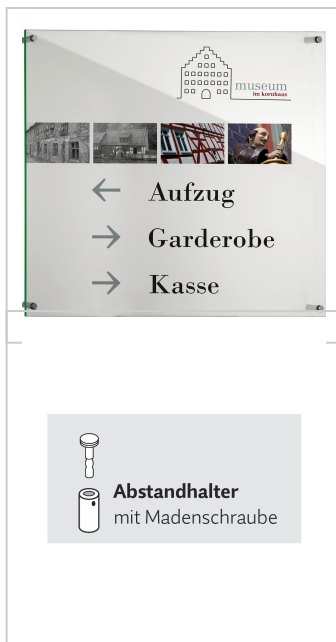 museum
im kornhaus
← Aufzug
→ Garderobe
→ Kasse
Abstandhalter
mit Madenschraube